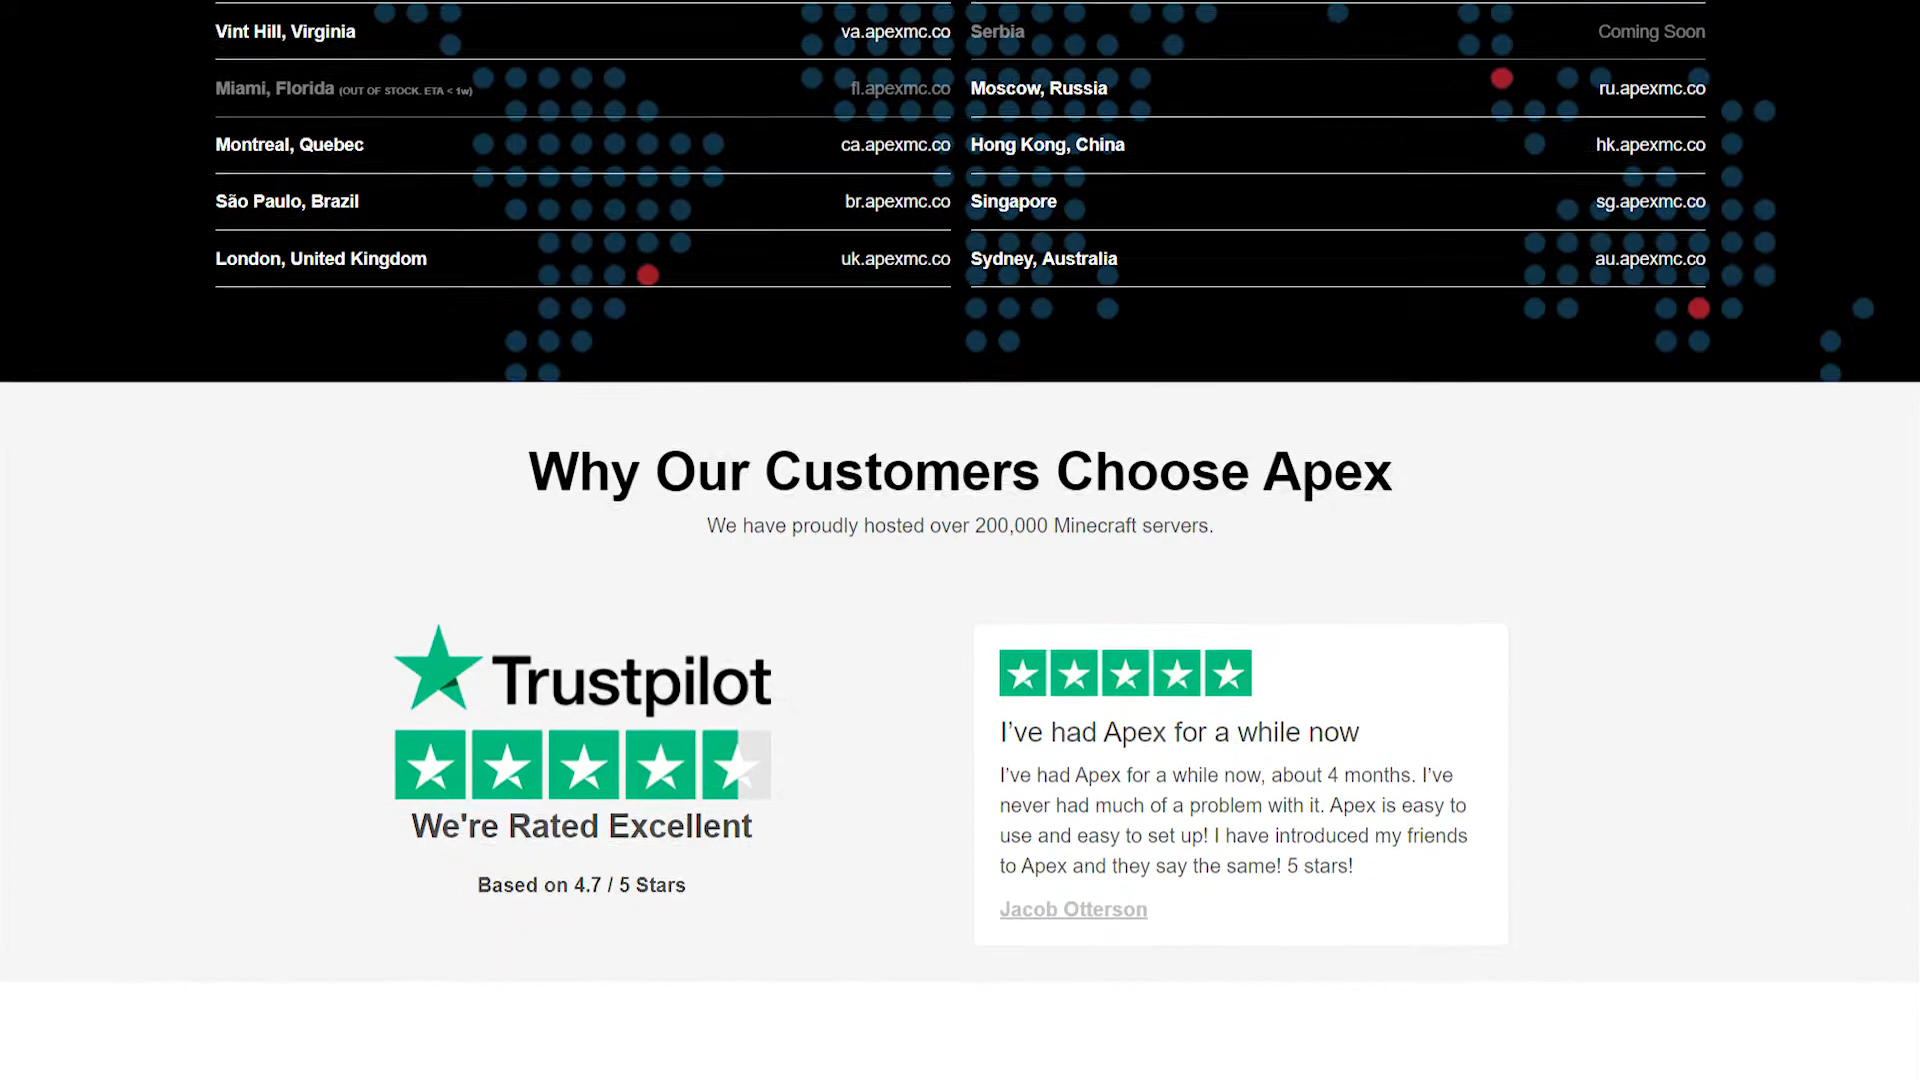 Vint Hill, Virginia va.apexmc.co
Miami, Florida (OUT OF STOCK. ETA < 1w) fl.apexmc.co
Montreal, Quebec ca.apexmc.co
São Paulo, Brazil br.apexmc.co
London, United Kingdom uk.apexmc.co
Serbia Coming Soon
Moscow, Russia ru.apexmc.co
Hong Kong, China hk.apexmc.co
Singapore sg.apexmc.co
Sydney, Australia au.apexmc.co
Why Our Customers Choose Apex
We have proudly hosted over 200,000 Minecraft servers.
Trustpilot
We're Rated Excellent
Based on 4.7 / 5 Stars
I’ve had Apex for a while now
I’ve had Apex for a while now, about 4 months. I’ve
never had much of a problem with it. Apex is easy to
use and easy to set up! I have introduced my friends
to Apex and they say the same! 5 stars!
Jacob Otterson